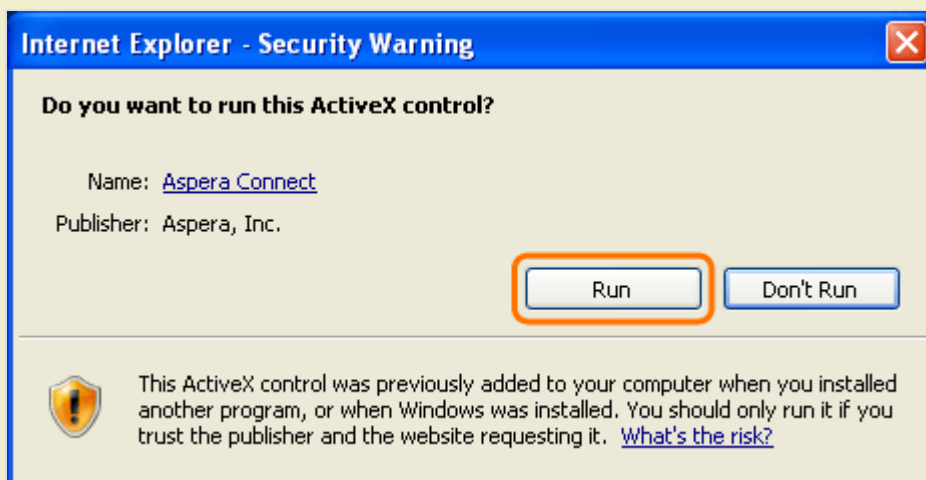 Internet Explorer - Security Warning
Do you want to run this ActiveX control?
Name: Aspera Connect
Publisher: Aspera, Inc.
Run Don't Run
This ActiveX control was previously added to your computer when you installed
another program, or when Windows was installed. You should only run it if you
trust the publisher and the website requesting it. What's the risk?